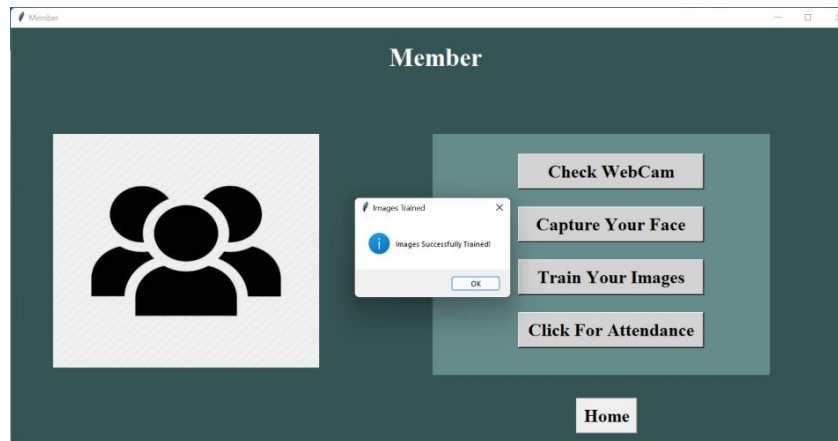 Member
Member
Check WebCam
Images Trained
Capture Your Face
Images Successfully Trained!
OK
Train Your Images
Click For Attendance
Home